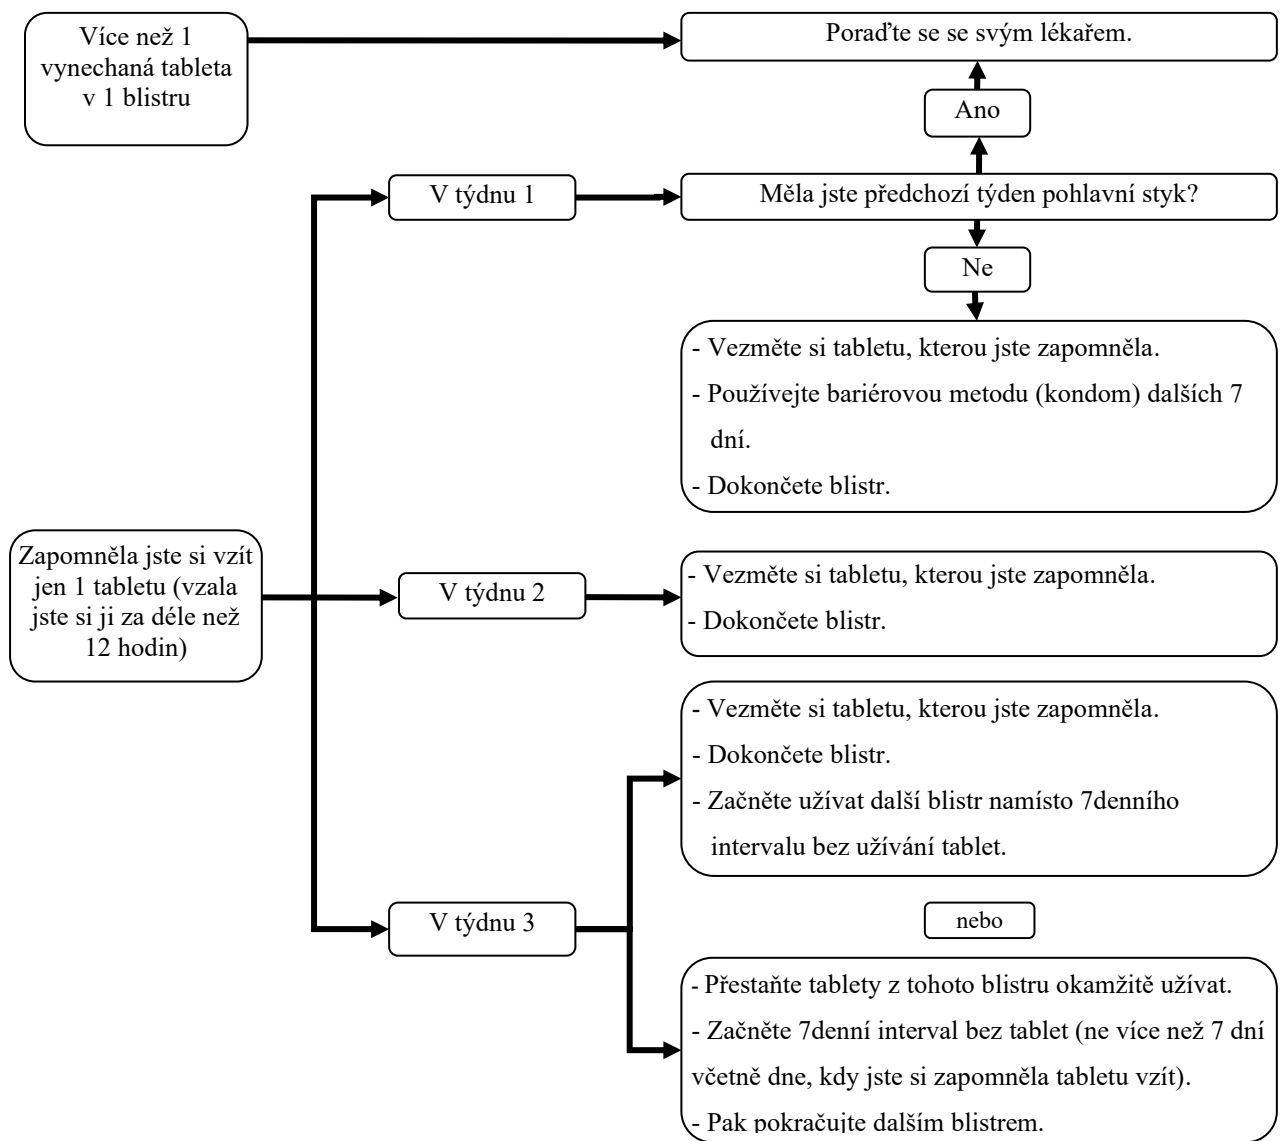 Více než 1
vynechaná tableta
v 1 blistru
Poraďte se se svým lékařem.
Ano
V týdnu 1
Měla jste předchozí týden pohlavní styk?
Ne
- Vezměte si tabletu, kterou jste zapomněla.
- Používejte bariérovou metodu (kondom) dalších 7
dní.
- Dokončete blistr.
Zapomněla jste si vzít
jen 1 tabletu (vzala
jste si ji za déle než
12 hodin)
V týdnu 2
- Vezměte si tabletu, kterou jste zapomněla.
- Dokončete blistr.
V týdnu 3
- Vezměte si tabletu, kterou jste zapomněla.
- Dokončete blistr.
- Začněte užívat další blistr namísto 7denního
intervalu bez užívání tablet.
nebo
- Přestaňte tablety z tohoto blistru okamžitě užívat.
- Začněte 7denní interval bez tablet (ne více než 7 dní
včetně dne, kdy jste si zapomněla tabletu vzít).
- Pak pokračujte dalším blistrem.